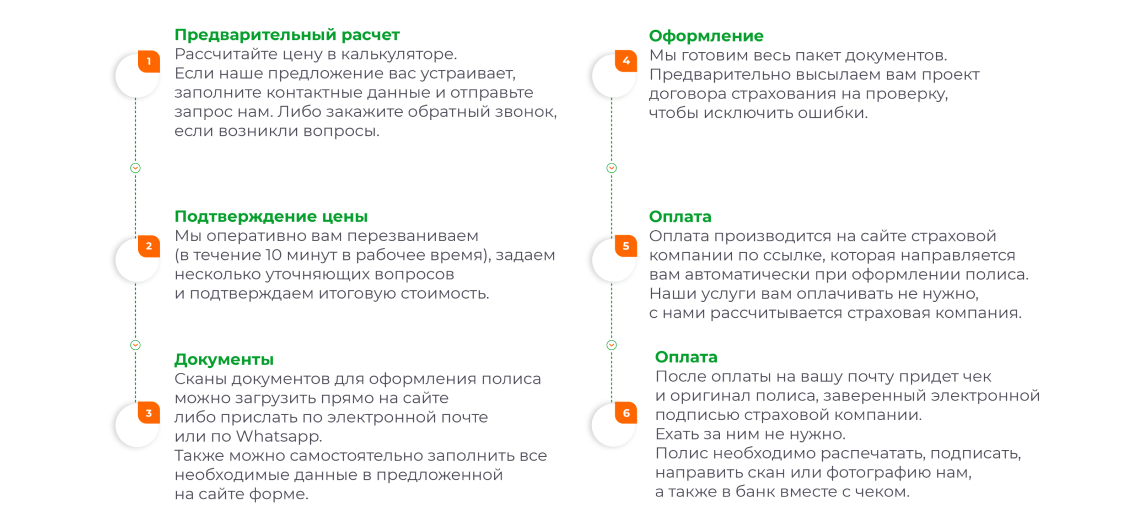 1
Предварительный расчет
Рассчитайте цену в калькуляторе.
Если наше предложение вас устраивает,
заполните контактные данные и отправьте
запрос нам. Либо закажите обратный звонок,
если возникли вопросы.
2
Подтверждение цены
Мы оперативно вам перезваниваем
(в течение 10 минут в рабочее время), задаем
несколько уточняющих вопросов
и подтверждаем итоговую стоимость.
3
Документы
Сканы документов для оформления полиса
можно загрузить прямо на сайте
либо прислать по электронной почте
или по Whatsapp.
Также можно самостоятельно заполнить все
необходимые данные в предложенной
на сайте форме.
4
Оформление
Мы готовим весь пакет документов.
Предварительно высылаем вам проект
договора страхования на проверку,
чтобы исключить ошибки.
5
Оплата
Оплата производится на сайте страховой
компании по ссылке, которая направляется
вам автоматически при оформлении полиса.
Наши услуги вам оплачивать не нужно,
с нами рассчитывается страховая компания.
6
Оплата
После оплаты на вашу почту придет чек
и оригинал полиса, заверенный электронной
подписью страховой компании.
Ехать за ним не нужно.
Полис необходимо распечатать, подписать,
направить скан или фотографию нам,
а также в банк вместе с чеком.